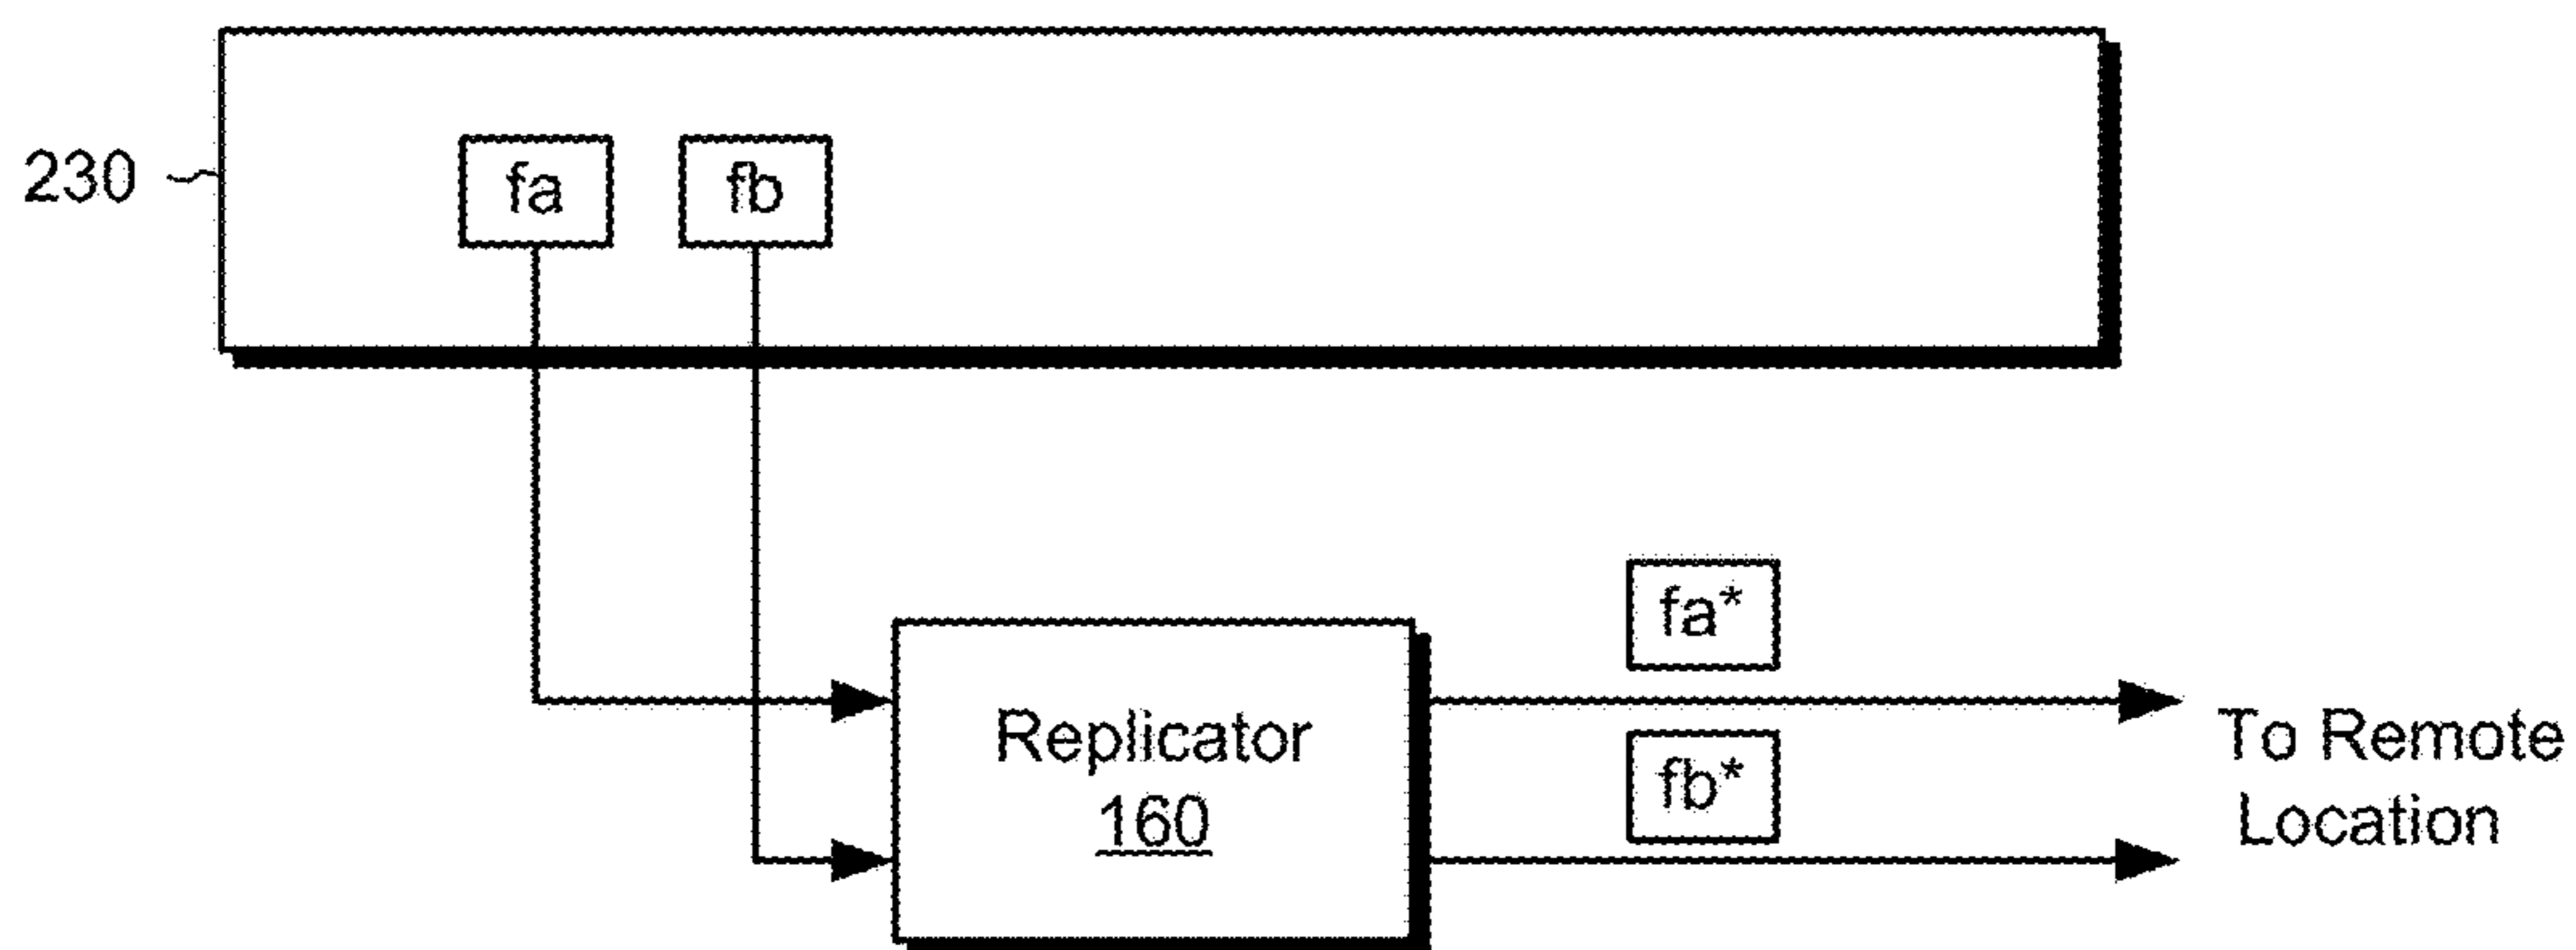 230
fa
fb
fa*
Replicator
160
fb*
To Remote
Location